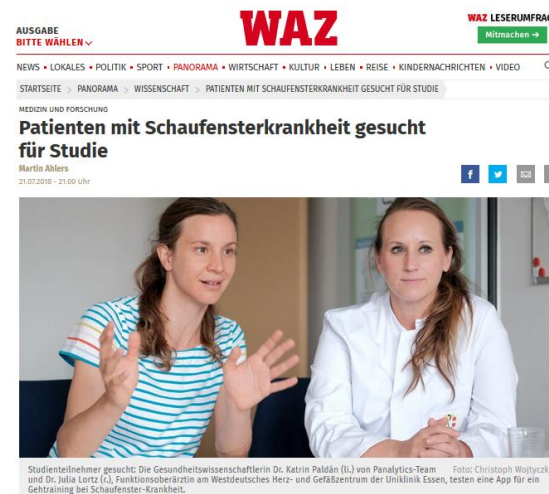 AUSGABE
BITTE WÄHLEN
WAZ
WAZ LESERUMFRAG
Mitmachen →
NEWS • LOKALES • POLITIK • SPORT • PANORAMA • WIRTSCHAFT • KULTUR • LEBEN • REISE • KINDERNACHRICHTEN • VIDEO
STARTSEITE > PANORAMA > WISSENSCHAFT > PATIENTEN MIT SCHAUFENSTERKRANKHEIT GESUCHT FÜR STUDIE
MEDIZIN UND FORSCHUNG
Patienten mit Schaufensterkrankheit gesucht
für Studie
Martin Ahlers
21.07.2018 - 21:00 Uhr
Studienteilnehmer gesucht: Die Gesundheitswissenschaftlerin Dr. Katrin Paldán (li.) von Panalytics-Team Foto: Christoph Wojtyczk
und Dr. Julia Lortz (r.), Funktionsoberärztin am Westdeutsches Herz- und Gefäßzentrum der Uniklinik Essen, testen eine App für ein
Gehtraining bei Schaufenster-Krankheit.